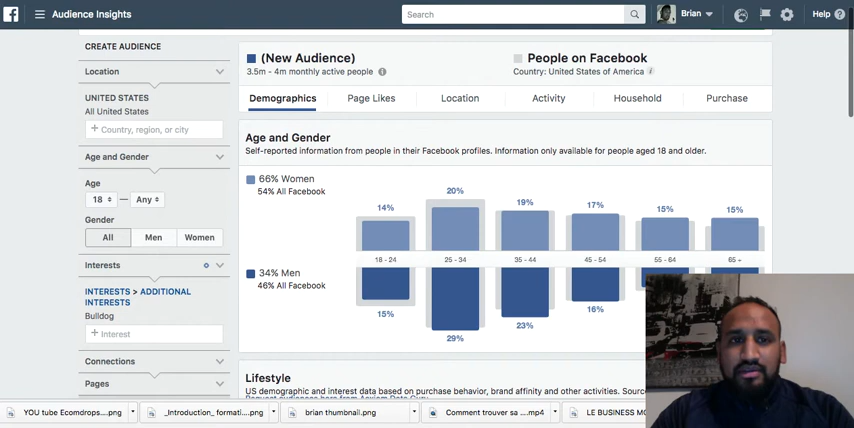 f
Audience Insights
Search
Brian
Help
CREATE AUDIENCE
Location
UNITED STATES
All United States
+ Country, region, or city
Age and Gender
Age
18 — Any
Gender
All Men Women
Interests
INTERESTS > ADDITIONAL
INTERESTS
Bulldog
+ Interest
Connections
Pages
(New Audience)
3.5m - 4m monthly active people
People on Facebook
Country: United States of America
Demographics Page Likes Location Activity Household Purchase
Age and Gender
Self-reported information from people in their Facebook profiles. Information only available for people aged 18 and older.
66% Women
54% All Facebook
14% 20% 19% 17% 15% 15%
18 - 24 25 - 34 35 - 44 45 - 54 55 - 64 65 +
34% Men
46% All Facebook
15% 29% 23% 16%
Lifestyle
US demographic and interest data based on purchase behavior, brand affinity and other activities.
YOU tube Ecomdrops....png
_Introduction_ formati....png
brian thumbnail.png
Comment trouver sa ....mp4
LE BUSINESS MO